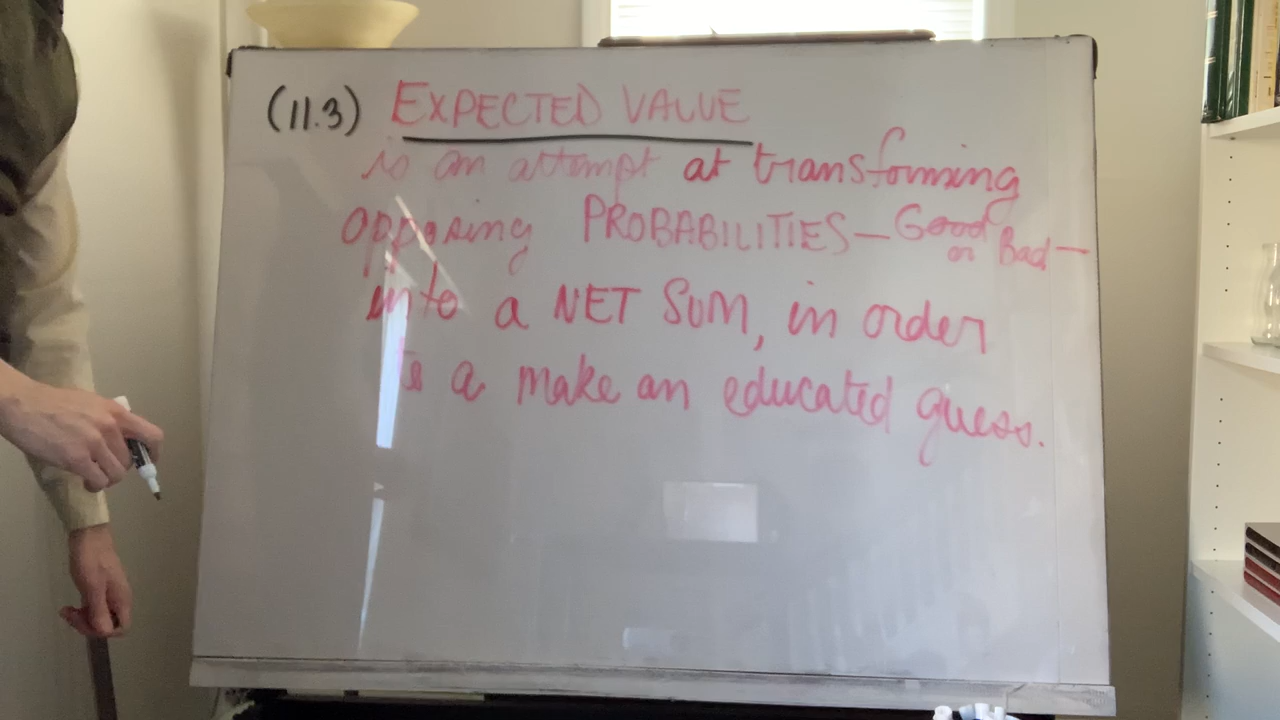 (11.3) EXPECTED VALUE
is an attempt at transforming
opposing PROBABILITIES — Good or Bad —
into a NET SUM, in order
to a make an educated guess.